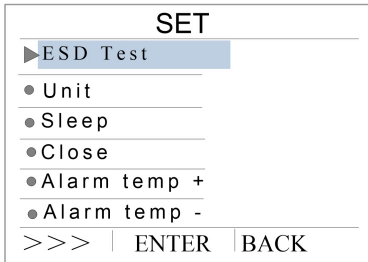 SET
ESD Test
Unit
Sleep
Close
Alarm temp +
Alarm temp -
>>> ENTER BACK